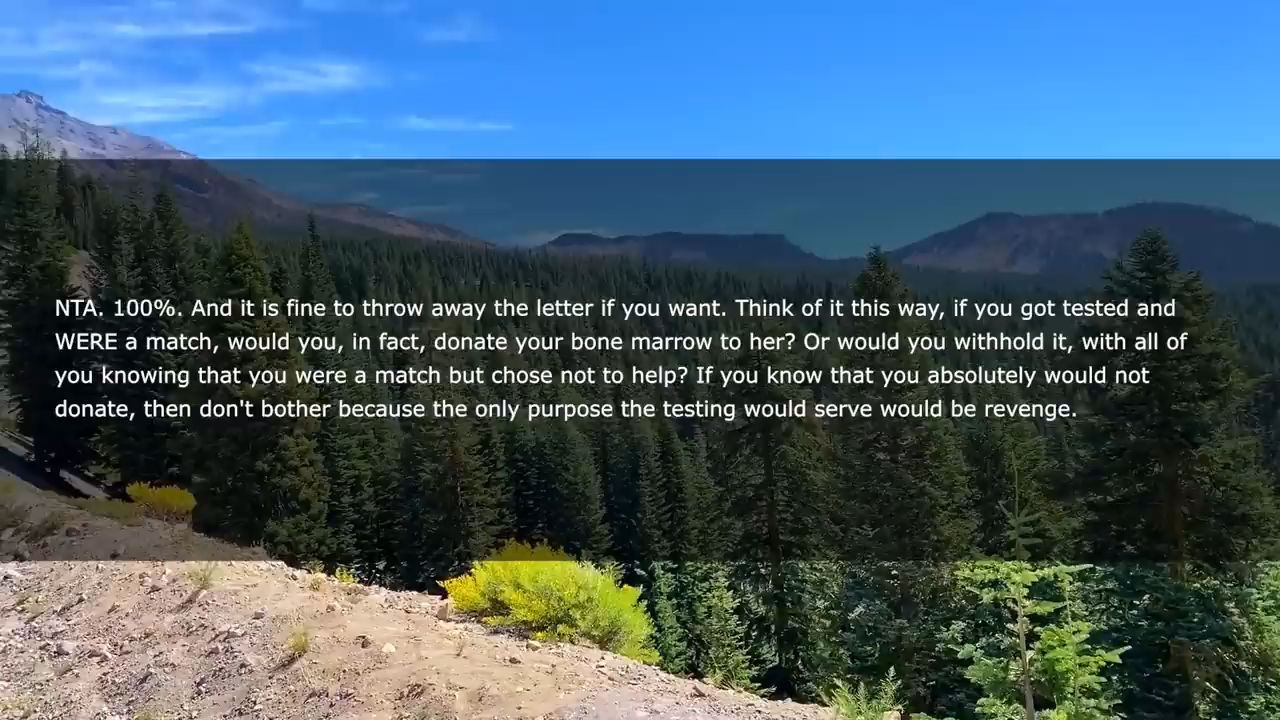 NTA. 100%. And it is fine to throw away the letter if you want. Think of it this way, if you got tested and
WERE a match, would you, in fact, donate your bone marrow to her? Or would you withhold it, with all of
you knowing that you were a match but chose not to help? If you know that you absolutely would not
donate, then don't bother because the only purpose the testing would serve would be revenge.